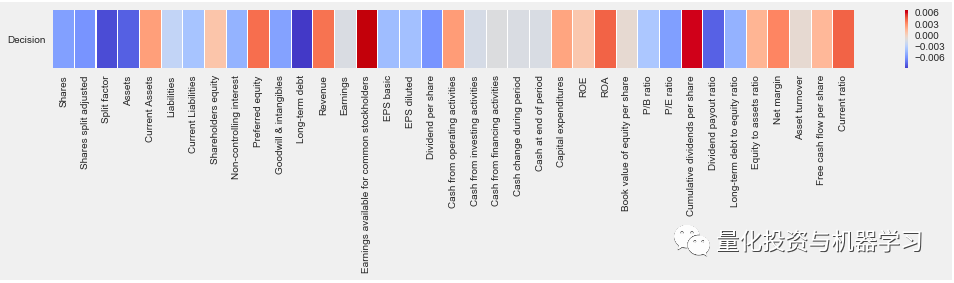 Decision
0.006
0.003
0.000
−0.003
−0.006
Shares
Shares split adjusted
Split factor
Assets
Current Assets
Liabilities
Current Liabilities
Shareholders equity
Non-controlling interest
Preferred equity
Goodwill & intangibles
Long-term debt
Revenue
Earnings
Earnings available for common stockholders
EPS basic
EPS diluted
Dividend per share
Cash from operating activities
Cash from investing activities
Cash from financing activities
Cash change during period
Cash at end of period
Capital expenditures
ROE
ROA
Book value of equity per share
P/B ratio
P/E ratio
Cumulative dividends per share
Dividend payout ratio
Long-term debt to equity ratio
Equity to assets ratio
Net margin
Asset turnover
Free cash flow per share
Current ratio
量化投资与机器学习